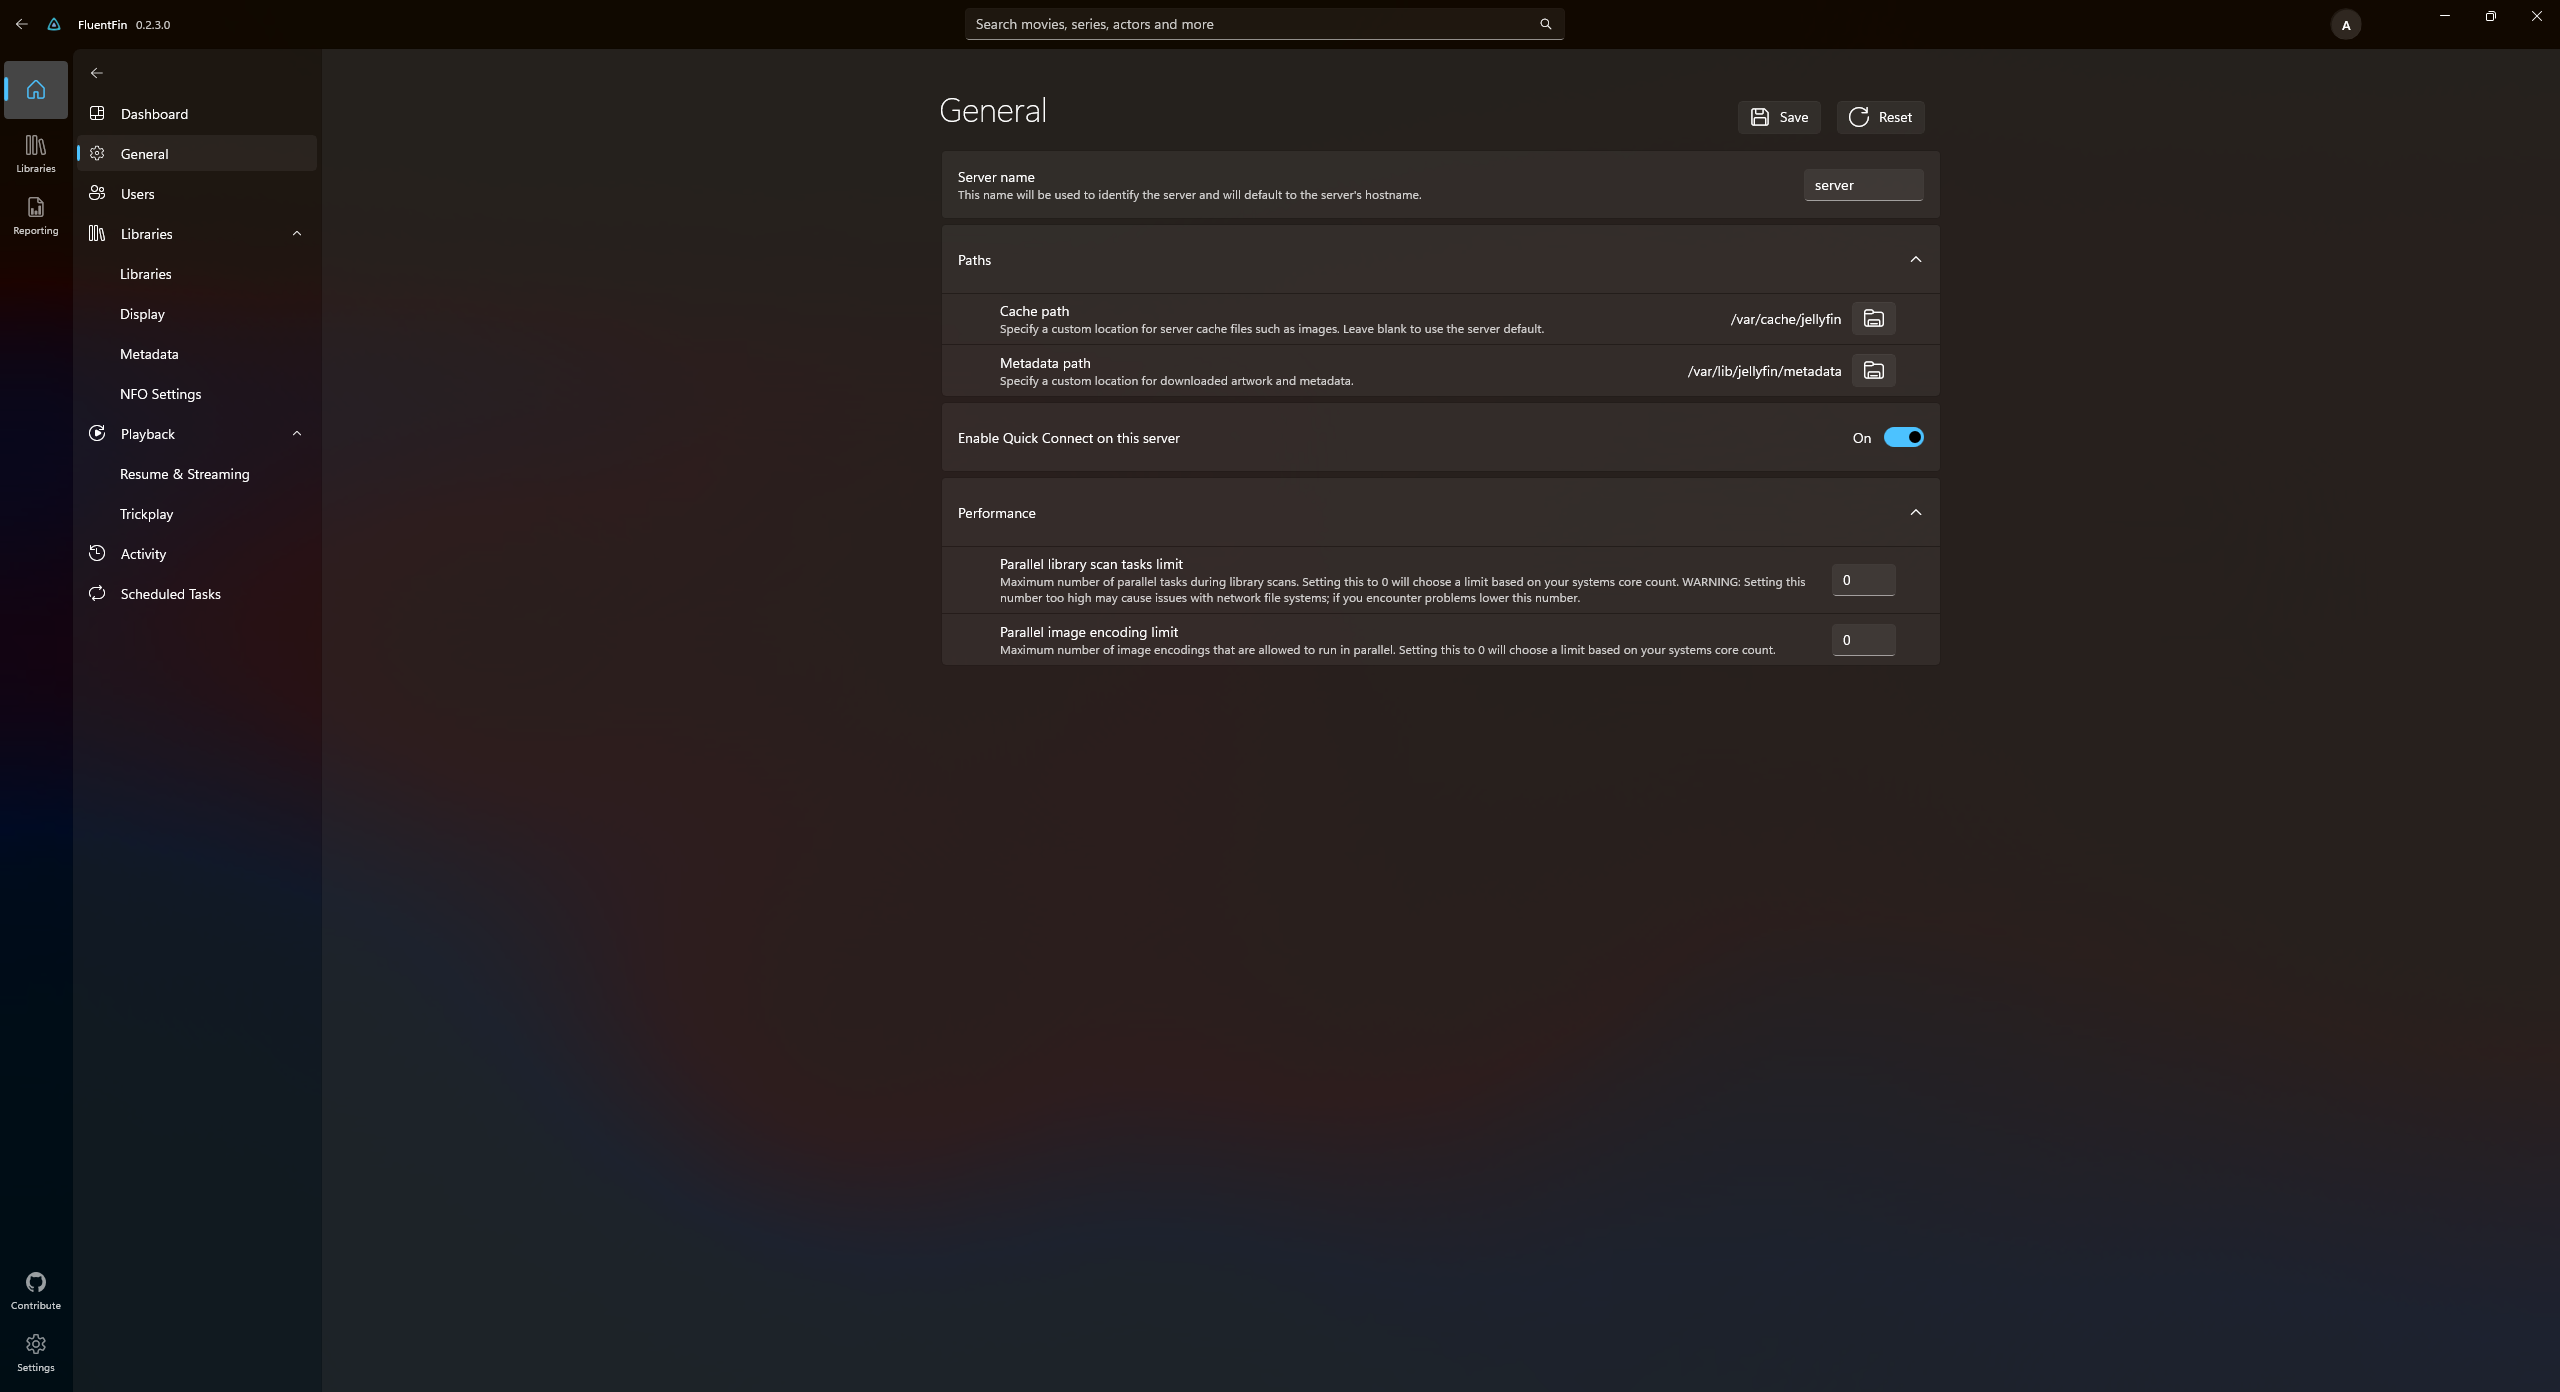 FluentFin 0.2.3.0
Search movies, series, actors and more
A
Libraries
Reporting
Contribute
Settings
Dashboard
General
Users
Libraries
Libraries
Display
Metadata
NFO Settings
Playback
Resume & Streaming
Trickplay
Activity
Scheduled Tasks
General
Save
Reset
Server name
This name will be used to identify the server and will default to the server's hostname.
server
Paths
Cache path
Specify a custom location for server cache files such as images. Leave blank to use the server default.
/var/cache/jellyfin
Metadata path
Specify a custom location for downloaded artwork and metadata.
/var/lib/jellyfin/metadata
Enable Quick Connect on this server
On
Performance
Parallel library scan tasks limit
Maximum number of parallel tasks during library scans. Setting this to 0 will choose a limit based on your systems core count. WARNING: Setting this
number too high may cause issues with network file systems; if you encounter problems lower this number.
0
Parallel image encoding limit
Maximum number of image encodings that are allowed to run in parallel. Setting this to 0 will choose a limit based on your systems core count.
0